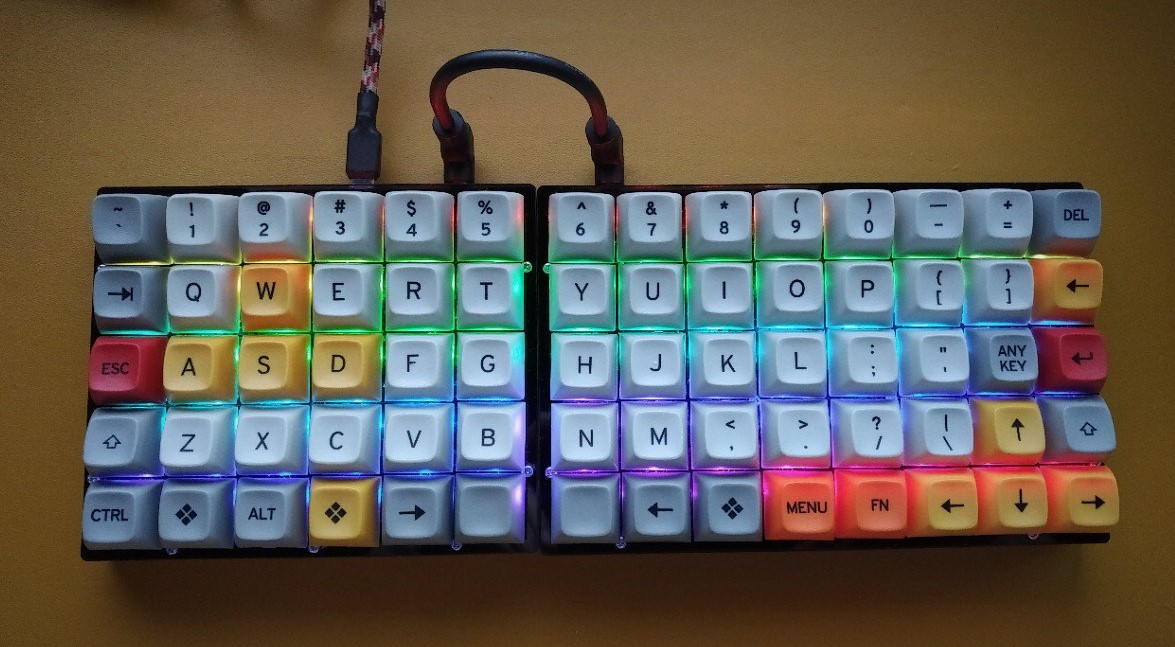 ~ ! @ # $ % ^ & * ( ) — +
` 1 2 3 4 5 6 7 8 9 0 - = DEL
⇥ Q W E R T Y U I O P { [ } ] ←
ESC A S D F G H J K L : ; " ' ANY KEY ↵
⇧ Z X C V B N M < , > . ? / | \ ↑ ⇧
CTRL ❖ ALT ❖ → ← ❖ MENU FN ← ↓ →